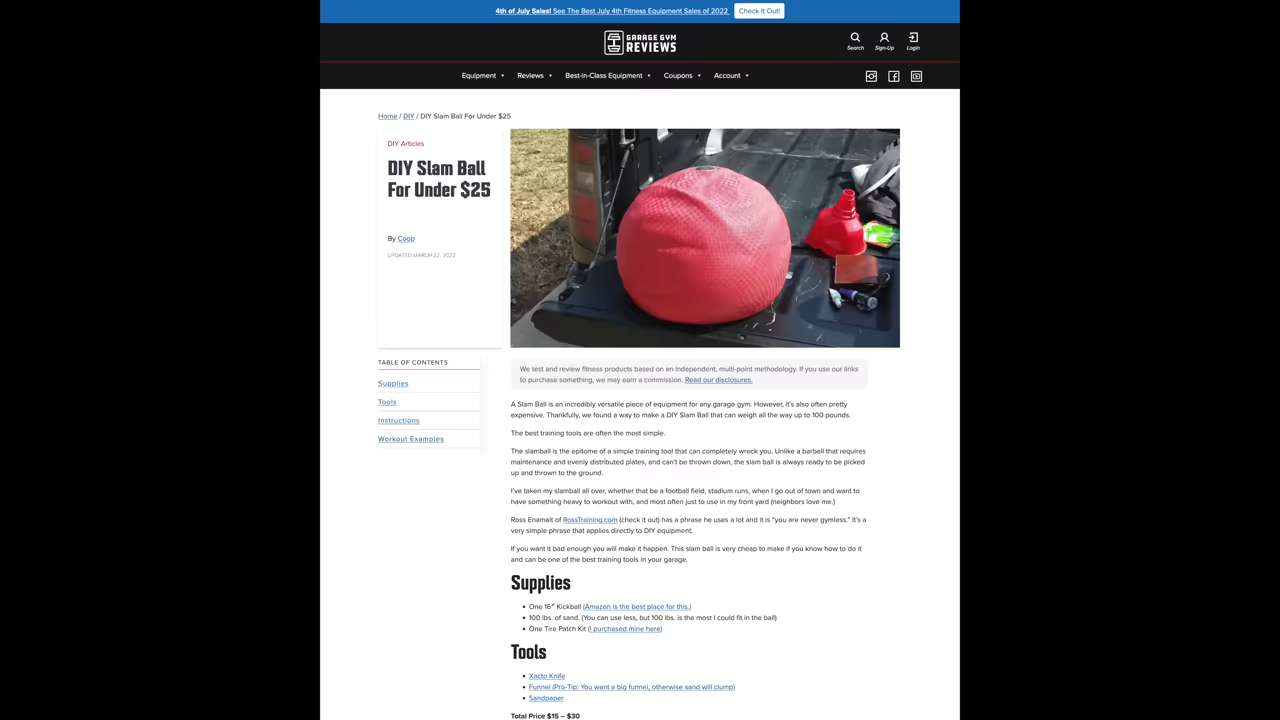 4th of July Sales! See The Best July 4th Fitness Equipment Sales of 2022 Check It Out!
GARAGE GYM
REVIEWS
Search Sign-Up Login
Equipment Reviews Best-in-Class Equipment Coupons Account
Home / DIY / DIY Slam Ball For Under $25
DIY Articles
DIY Slam Ball
For Under $25
By Coop
UPDATED MARCH 22, 2022
TABLE OF CONTENTS
Supplies
Tools
Instructions
Workout Examples
We test and review fitness products based on an independent, multi-point methodology. If you use our links
to purchase something, we may earn a commission. Read our disclosures.
A Slam Ball is an incredibly versatile piece of equipment for any garage gym. However, it's also often pretty
expensive. Thankfully, we found a way to make a DIY Slam Ball that can weigh all the way up to 100 pounds.
The best training tools are often the most simple.
The slamball is the epitome of a simple training tool that can completely wreck you. Unlike a barbell that requires
maintenance and evenly distributed plates, and can't be thrown down, the slam ball is always ready to be picked
up and thrown to the ground.
I've taken my slamball all over, whether that be a football field, stadium runs, when I go out of town and want to
have something heavy to workout with, and most often just to use in my front yard (neighbors love me.)
Ross Enamait of RossTraining.com (check it out) has a phrase he uses a lot and it is "you are never gymless." It's a
very simple phrase that applies directly to DIY equipment.
If you want it bad enough you will make it happen. This slam ball is very cheap to make if you know how to do it
and can be one of the best training tools in your garage.
Supplies
• One 16″ Kickball (Amazon is the best place for this.)
• 100 lbs. of sand. (You can use less, but 100 lbs. is the most I could fit in the ball)
• One Tire Patch Kit (I purchased mine here)
Tools
• Xacto Knife
• Funnel (Pro-Tip: You want a big funnel, otherwise sand will clump)
• Sandpaper
Total Price $15 – $30